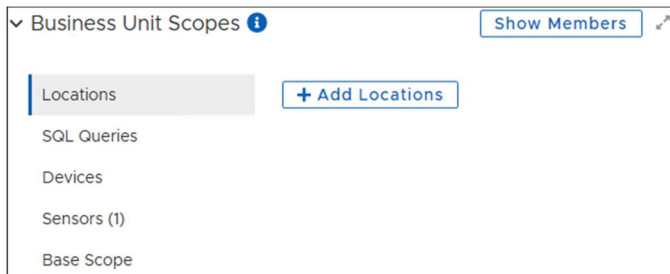 Business Unit Scopes
Show Members
Locations
+ Add Locations
SQL Queries
Devices
Sensors (1)
Base Scope